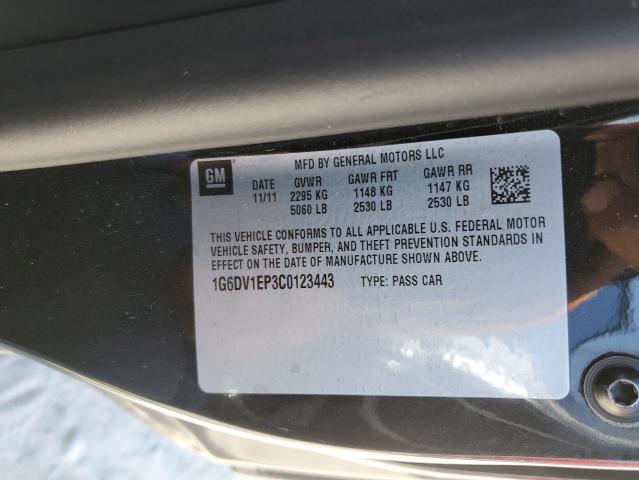 MFD BY GENERAL MOTORS LLC
GM
DATE GVWR GAWR FRT GAWR RR
11/11 2295 KG 1148 KG 1147 KG
5060 LB 2530 LB 2530 LB
THIS VEHICLE CONFORMS TO ALL APPLICABLE U.S. FEDERAL MOTOR
VEHICLE SAFETY, BUMPER, AND THEFT PREVENTION STANDARDS IN
EFFECT ON THE DATE OF MANUFACTURE SHOWN ABOVE.
1G6DV1EP3C0123443 TYPE: PASS CAR